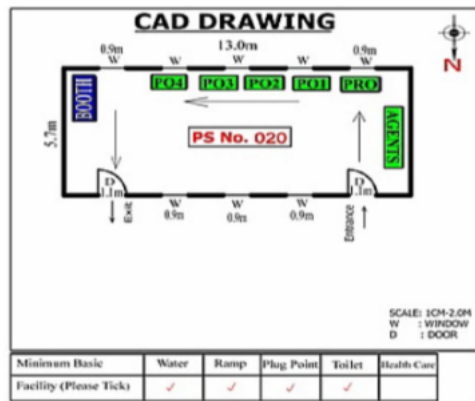 CAD DRAWING
13.0m
N
0.9m 0.9m
W W W W W
BOOTH PO4 PO3 PO2 PO1 PRO
5.7m
PS No. 020
AGENTS
D D
1.1m 1.1m
Exit W W W Entrance
0.9m 0.9m 0.9m
SCALE: 1CM-2.0M
W : WINDOW
D : DOOR
Minimum Basic Water Ramp Plug Point Toilet Health Care
Facility (Please Tick) ✓ ✓ ✓ ✓